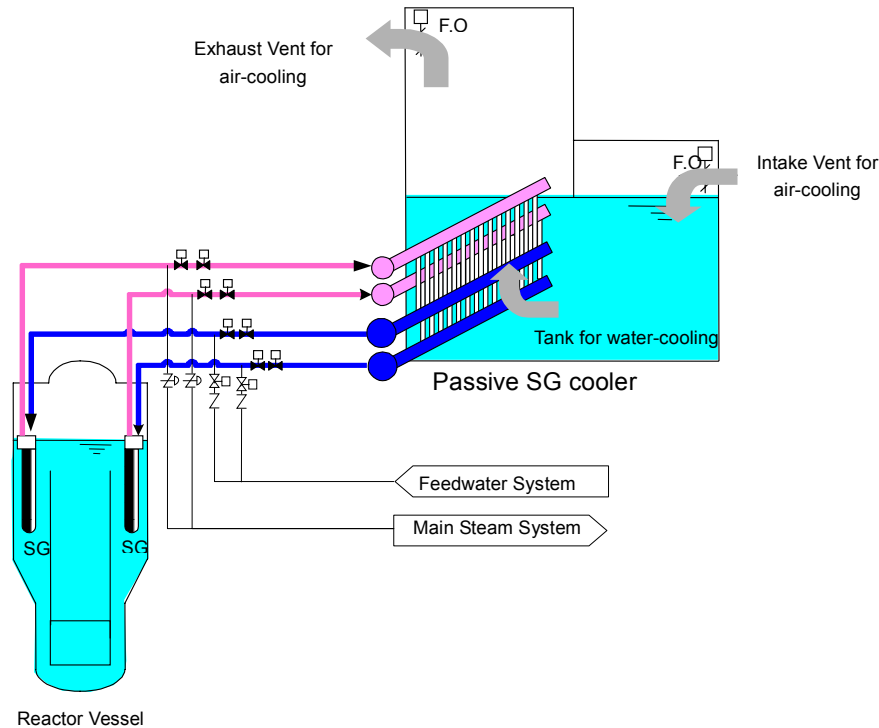 F.O
Exhaust Vent for
air-cooling
F.O
Intake Vent for
air-cooling
Tank for water-cooling
Passive SG cooler
Feedwater System
Main Steam System
SG
SG
Reactor Vessel